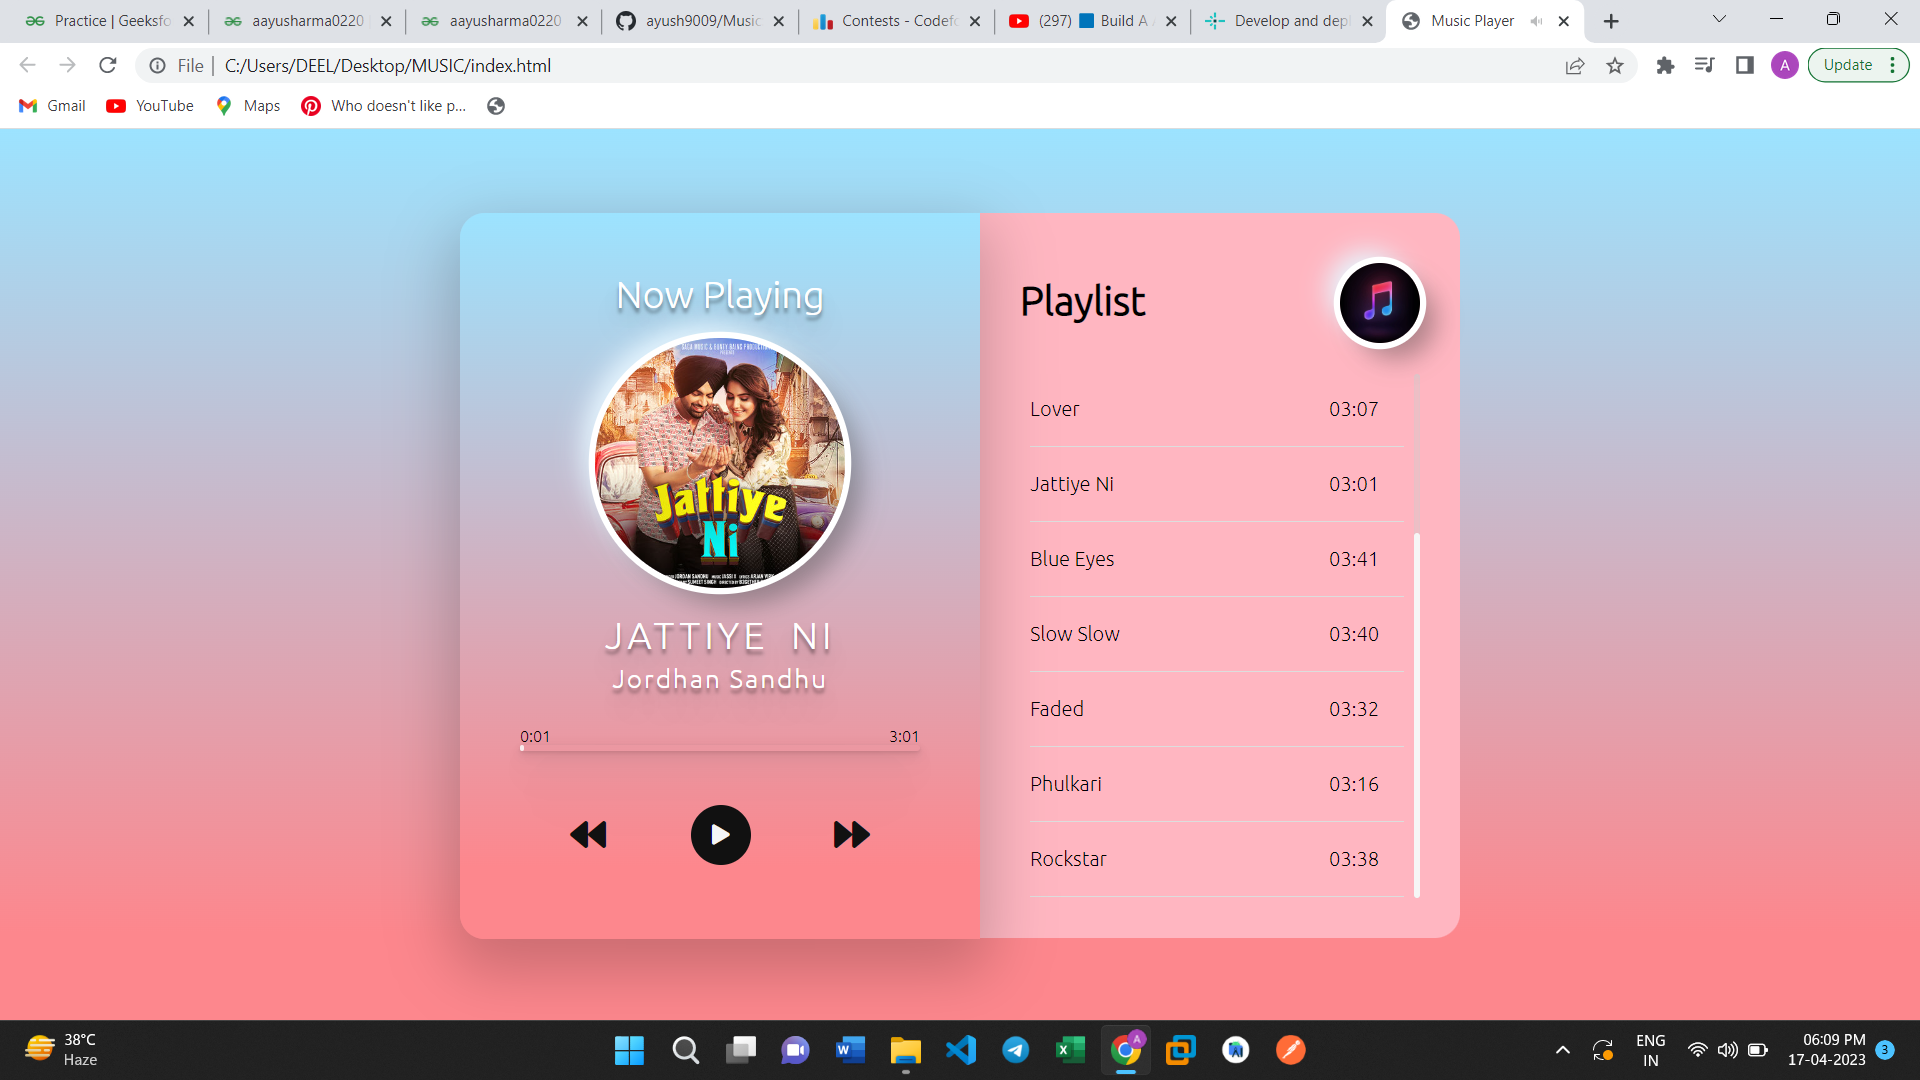 Practice | Geeksfo
aayusharma0220
aayusharma0220
ayush9009/Music
Contests - Codefo
(297) Build A
Develop and depl
Music Player
File
C:/Users/DEEL/Desktop/MUSIC/index.html
A
Update
Gmail
YouTube
Maps
Who doesn't like p...
Now Playing
Jattiye
Ni
JATTIYE NI
Jordhan Sandhu
0:01
3:01
Playlist
Lover 03:07
Jattiye Ni 03:01
Blue Eyes 03:41
Slow Slow 03:40
Faded 03:32
Phulkari 03:16
Rockstar 03:38
38°C
Haze
A
ENG
IN
06:09 PM
17-04-2023
3